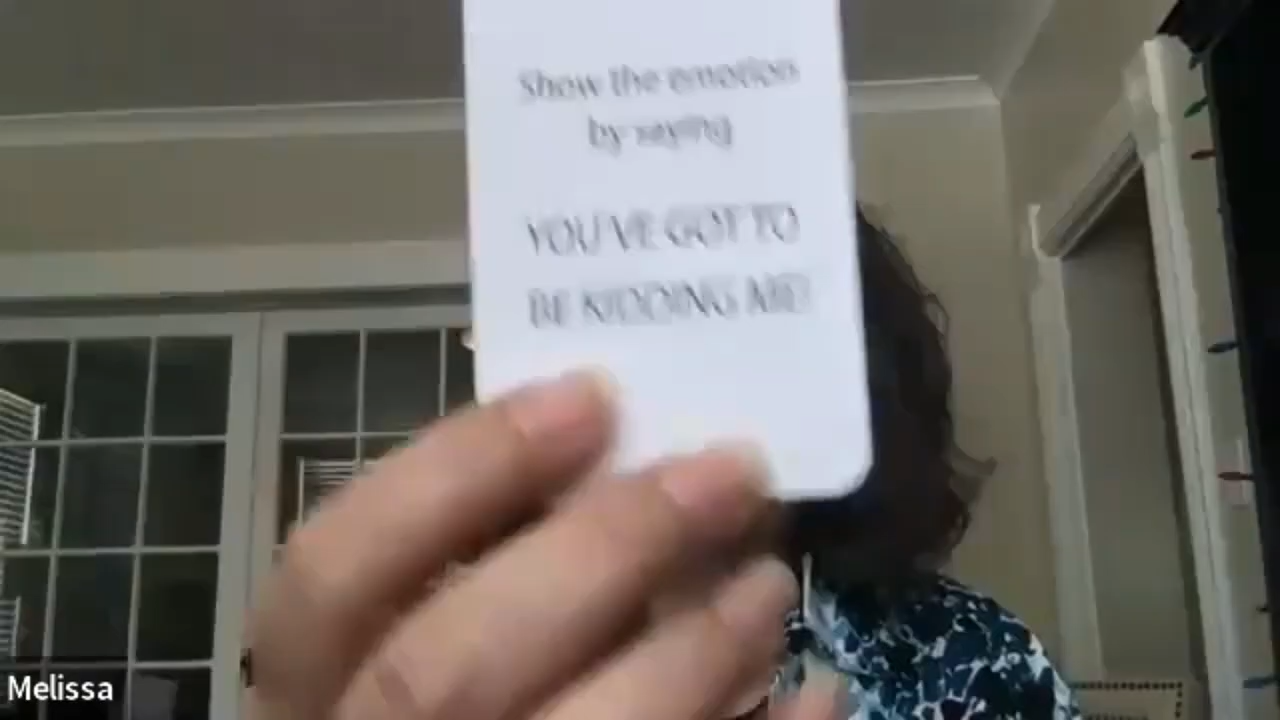 Show the emotion
by saying
YOU'VE GOT TO
BE KIDDING ME!
Melissa